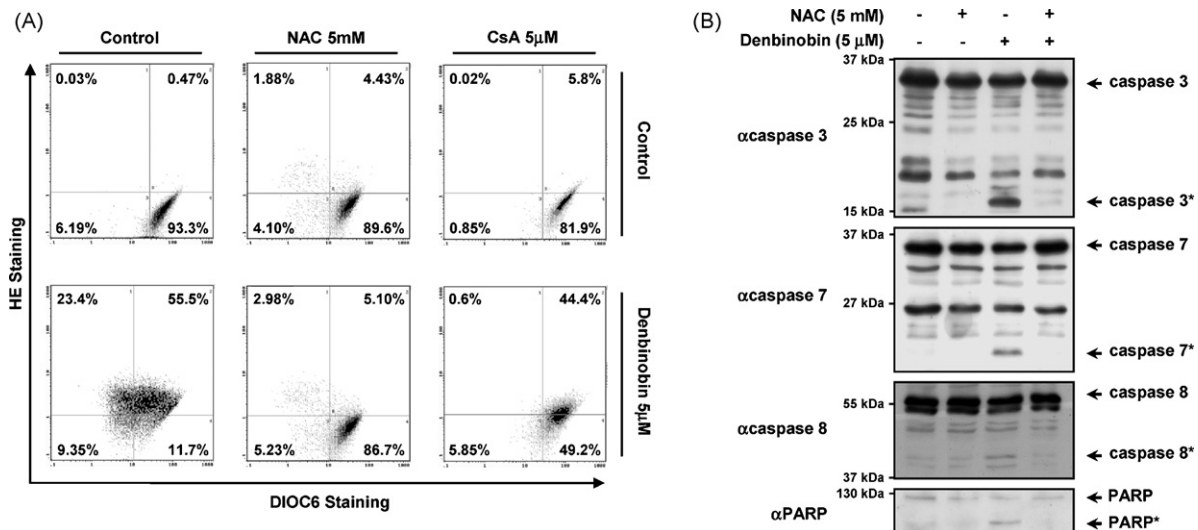 (A)
Control
NAC 5mM
CsA 5μM
0.03%
0.47%
6.19%
93.3%
1.88%
4.43%
4.10%
89.6%
0.02%
5.8%
0.85%
81.9%
Control
23.4%
55.5%
9.35%
11.7%
2.98%
5.10%
5.23%
86.7%
0.6%
44.4%
5.85%
49.2%
Denbinobin 5μM
HE Staining
DIOC6 Staining
(B)
NAC (5 mM) - + - +
Denbinobin (5 μM) - - + +
37 kDa
caspase 3
25 kDa
αcaspase 3
caspase 3*
15 kDa
37 kDa
caspase 7
27 kDa
αcaspase 7
caspase 7*
caspase 8
55 kDa
αcaspase 8
caspase 8*
37 kDa
130 kDa
PARP
αPARP
PARP*